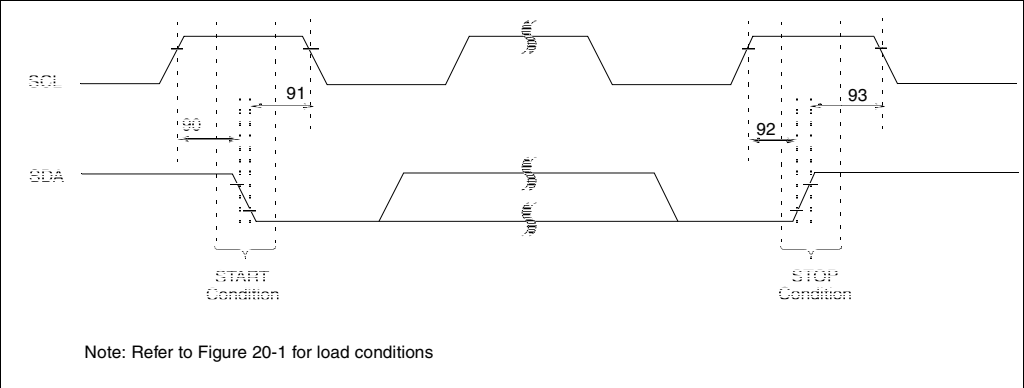 SCL
91
93
90
92
SDA
START
Condition
STOP
Condition
Note: Refer to Figure 20-1 for load conditions